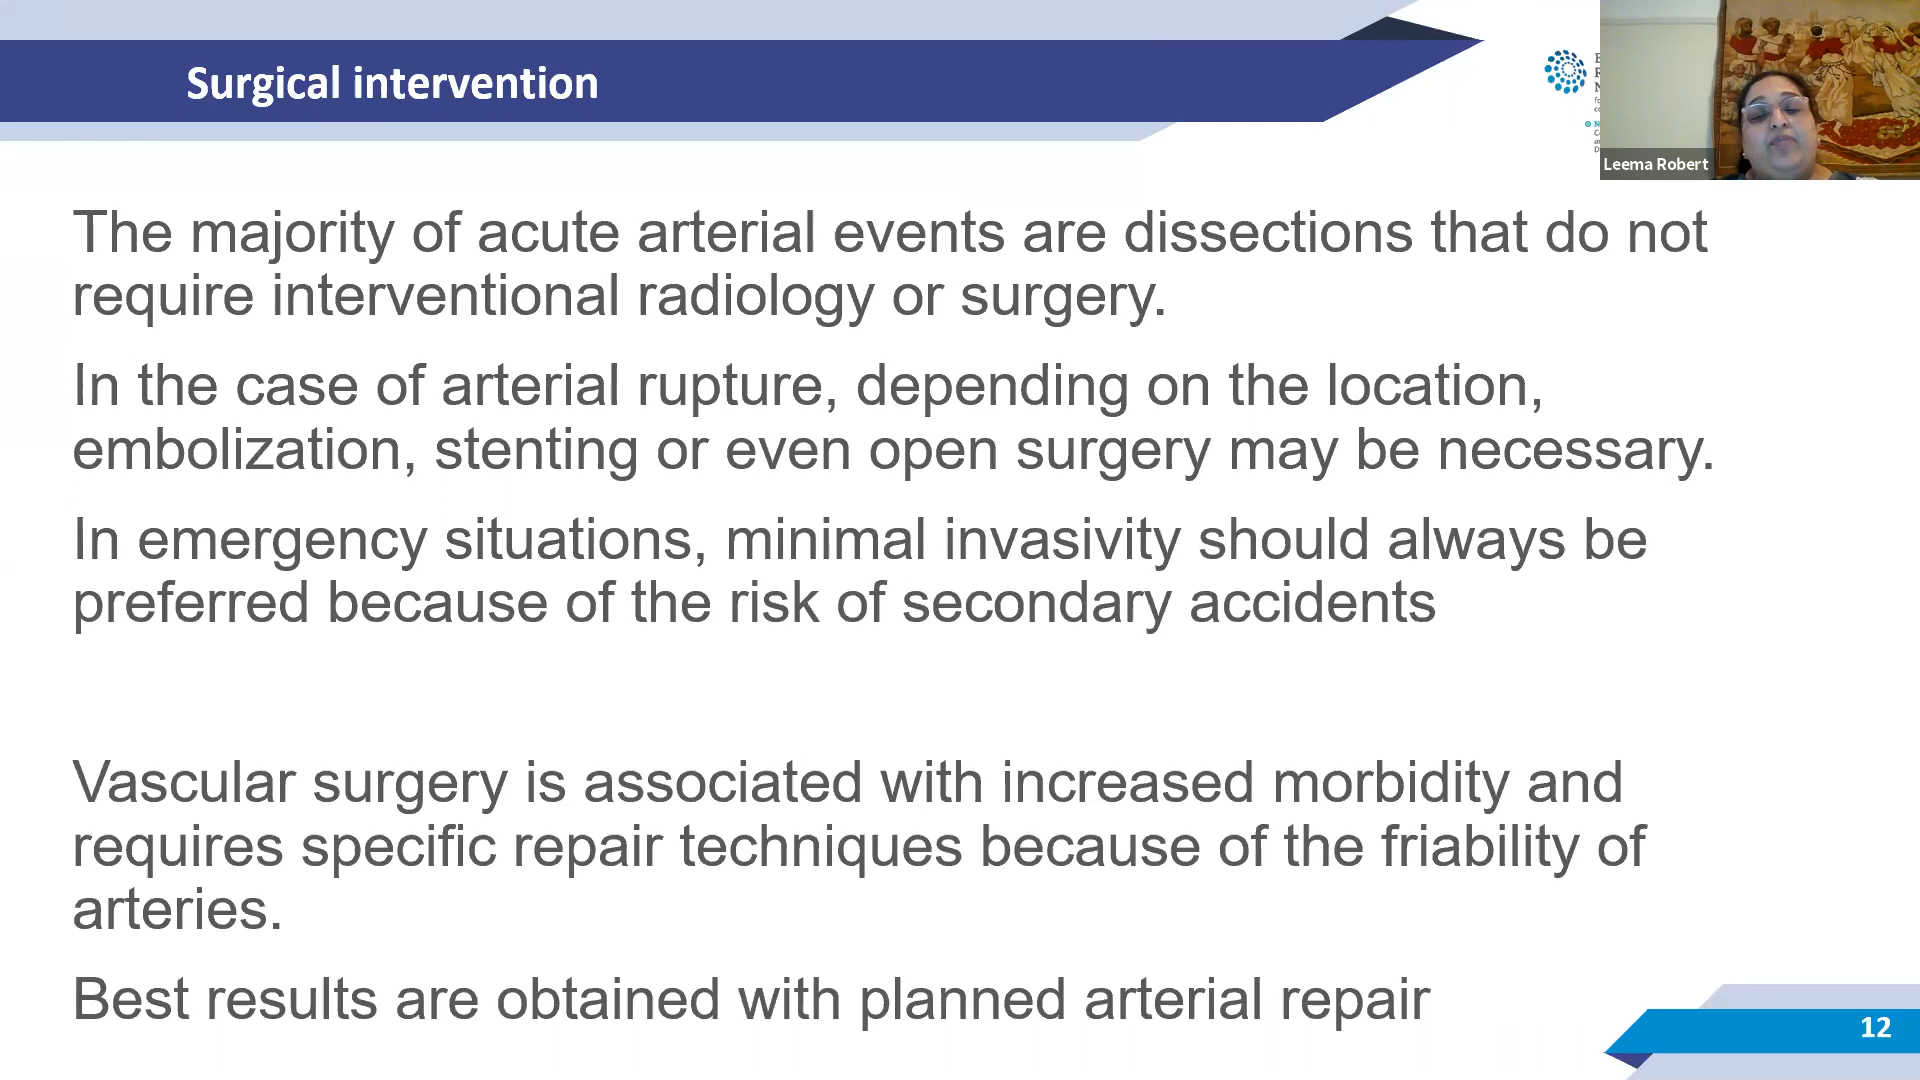 Surgical intervention
Leema Robert
The majority of acute arterial events are dissections that do not
require interventional radiology or surgery.
In the case of arterial rupture, depending on the location,
embolization, stenting or even open surgery may be necessary.
In emergency situations, minimal invasivity should always be
preferred because of the risk of secondary accidents
Vascular surgery is associated with increased morbidity and
requires specific repair techniques because of the friability of
arteries.
Best results are obtained with planned arterial repair
12